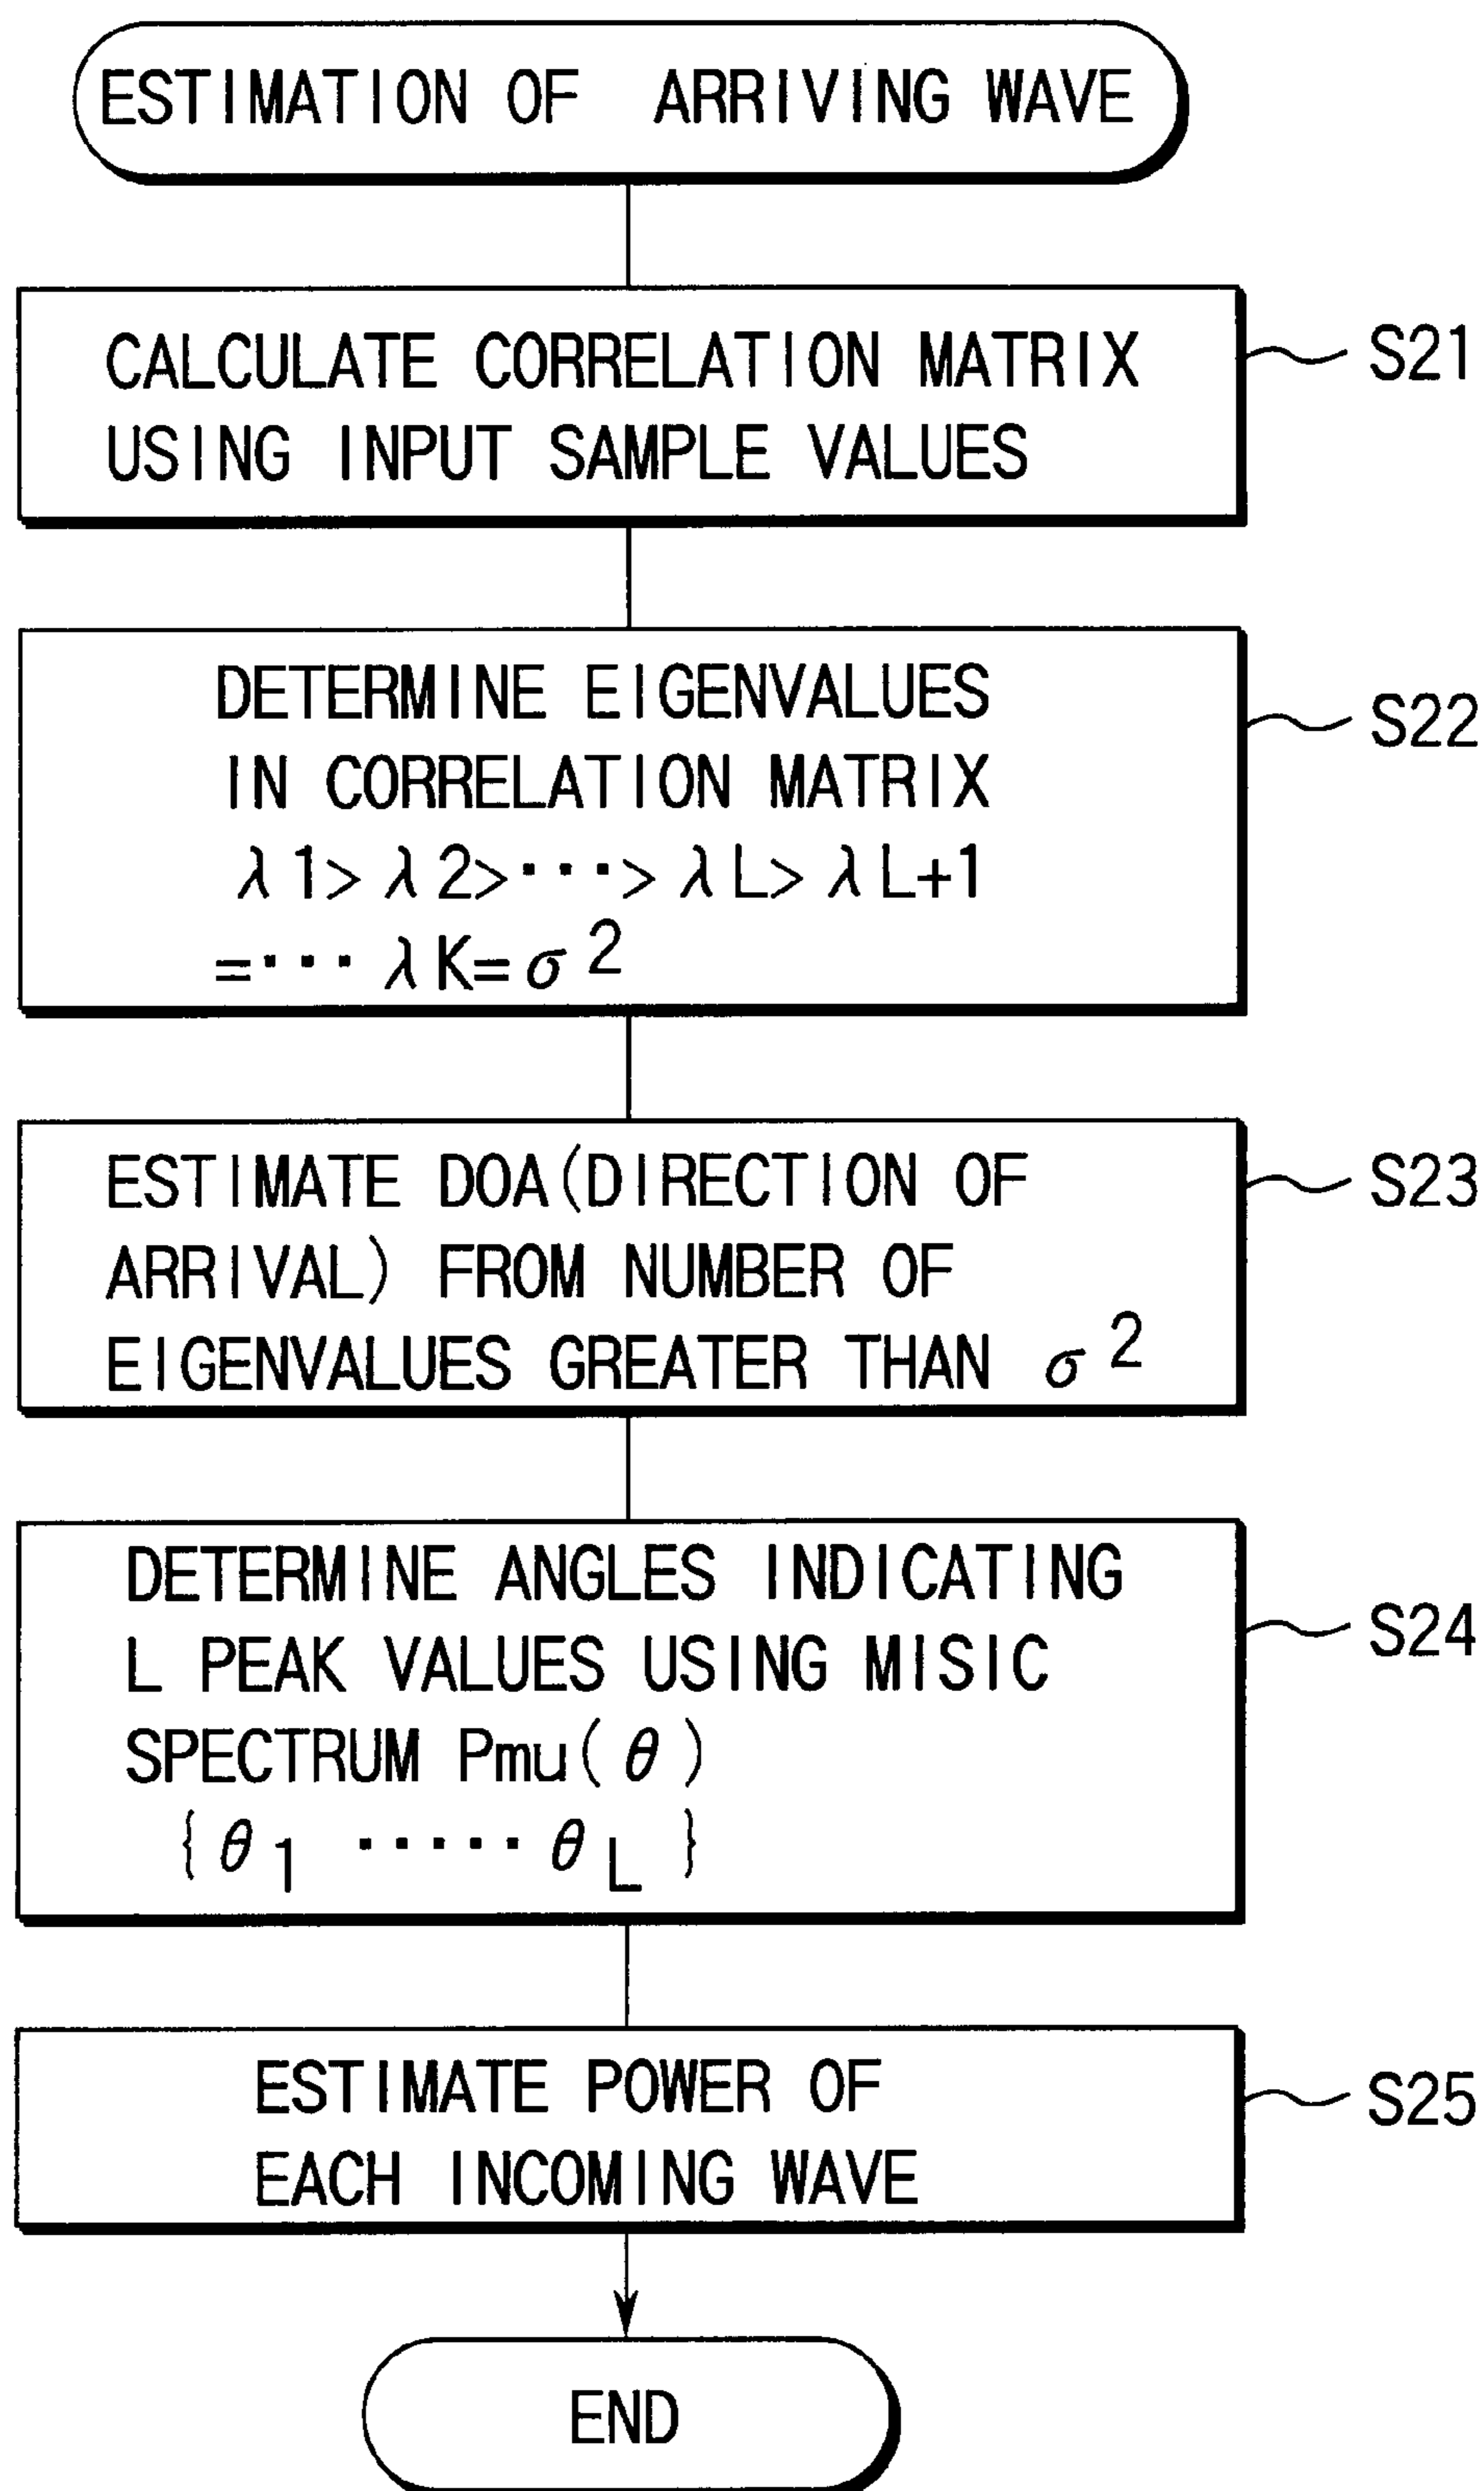 ESTIMATION OF ARRIVING WAVE
CALCULATE CORRELATION MATRIX
USING INPUT SAMPLE VALUES
S21
DETERMINE EIGENVALUES
IN CORRELATION MATRIX
λ1> λ2>···> λL> λL+1
=··· λK=σ²
S22
ESTIMATE DOA(DIRECTION OF
ARRIVAL) FROM NUMBER OF
EIGENVALUES GREATER THAN σ²
S23
DETERMINE ANGLES INDICATING
L PEAK VALUES USING MISIC
SPECTRUM Pmu(θ)
{θ1 ····· θL}
S24
ESTIMATE POWER OF
EACH INCOMING WAVE
S25
END